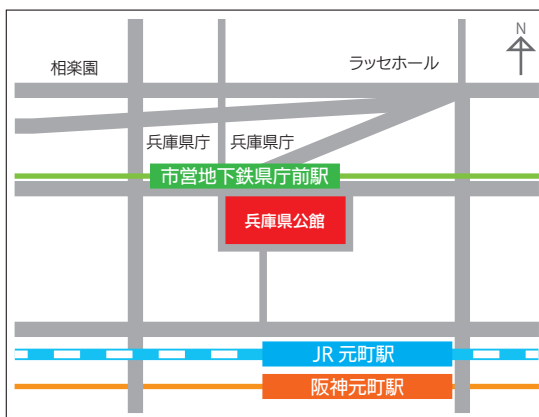 N
相楽園
ラッセホール
兵庫県庁 兵庫県庁
市営地下鉄県庁前駅
兵庫県公館
JR 元町駅
阪神元町駅